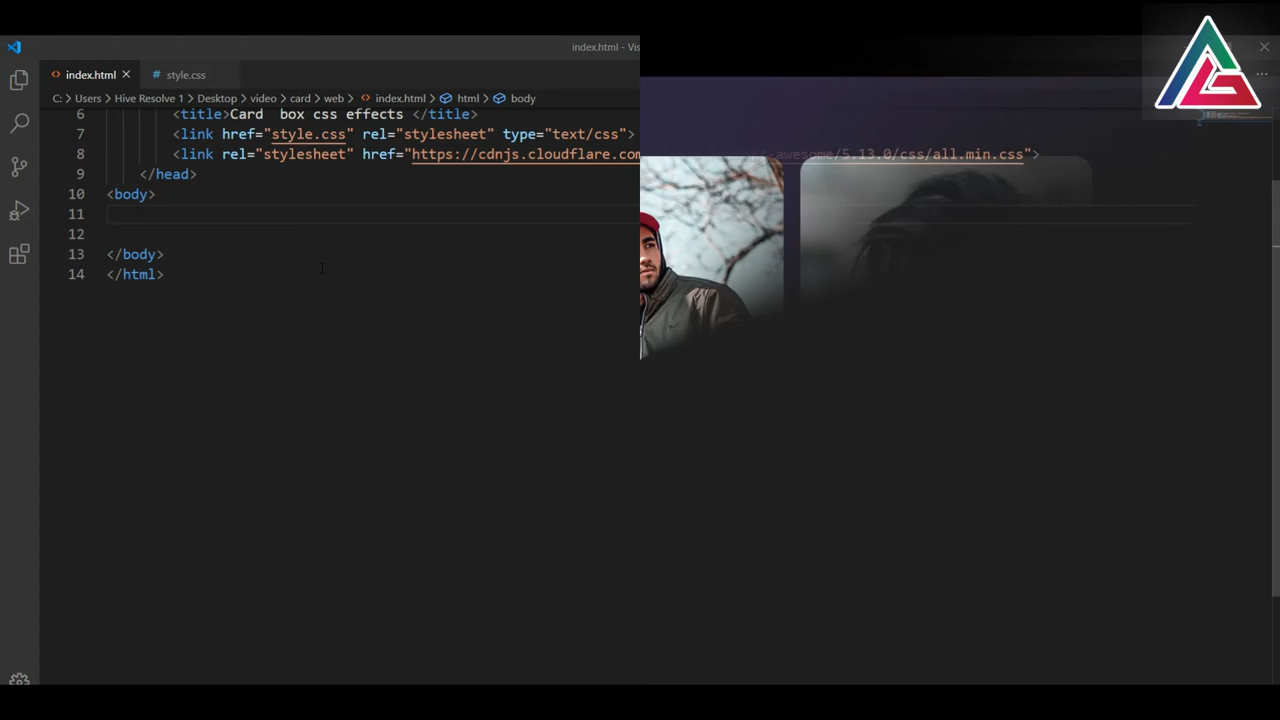 index.html - Vis
index.html
style.css
C: > Users > Hive Resolve 1 > Desktop > video > card > web > index.html > html > body
6 <title>Card  box css effects </title>
7 <link href="style.css" rel="stylesheet" type="text/css">
8 <link rel="stylesheet" href="https://cdnjs.cloudflare.com awesome/5.13.0/css/all.min.css">
9 </head>
10 <body>
11
12
13 </body>
14 </html>